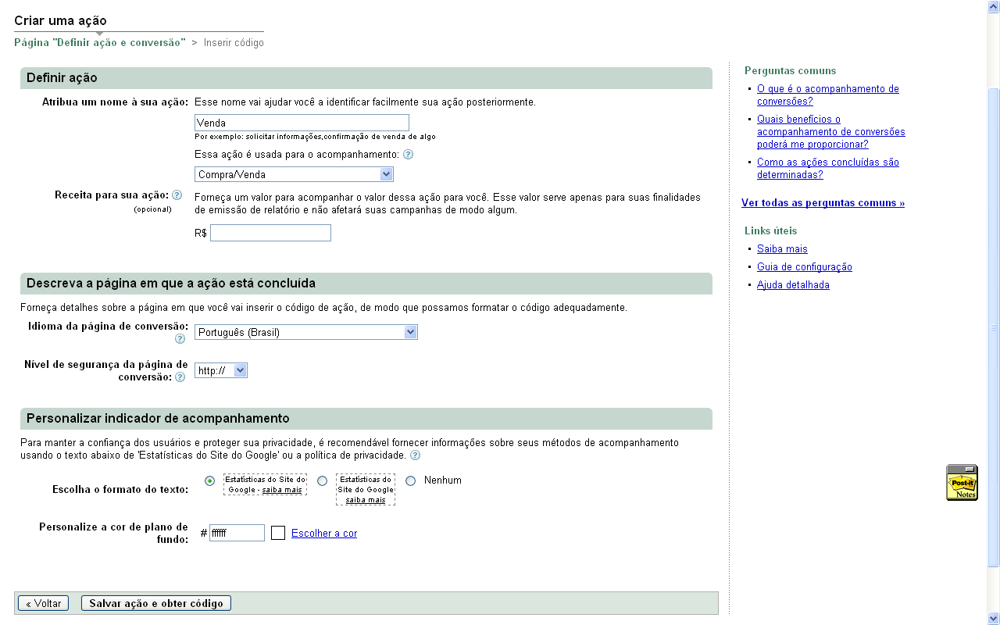 Criar uma ação
Página "Definir ação e conversão" > Inserir código
Definir ação
Atribua um nome à sua ação: Esse nome vai ajudar você a identificar facilmente sua ação posteriormente.
Venda
Por exemplo: solicitar informações,confirmação de venda de algo
Essa ação é usada para o acompanhamento: ?
Compra/Venda
Receita para sua ação: ?
(opcional)
Forneça um valor para acompanhar o valor dessa ação para você. Esse valor serve apenas para suas finalidades
de emissão de relatório e não afetará suas campanhas de modo algum.
R$
Descreva a página em que a ação está concluída
Forneça detalhes sobre a página em que você vai inserir o código de ação, de modo que possamos formatar o código adequadamente.
Idioma da página de conversão:
?
Português (Brasil)
Nível de segurança da página de
conversão: ?
http://
Personalizar indicador de acompanhamento
Para manter a confiança dos usuários e proteger sua privacidade, é recomendável fornecer informações sobre seus métodos de acompanhamento
usando o texto abaixo de 'Estatísticas do Site do Google' ou a política de privacidade. ?
Escolha o formato do texto:
Estatísticas do Site do
Google - saiba mais
Estatísticas do
Site do Google
saiba mais
Nenhum
Personalize a cor de plano de
fundo:
# ffffff
Escolher a cor
« Voltar
Salvar ação e obter código
Perguntas comuns
• O que é o acompanhamento de
conversões?
• Quais benefícios o
acompanhamento de conversões
poderá me proporcionar?
• Como as ações concluídas são
determinadas?
Ver todas as perguntas comuns »
Links úteis
• Saiba mais
• Guia de configuração
• Ajuda detalhada
Post-it
Notes